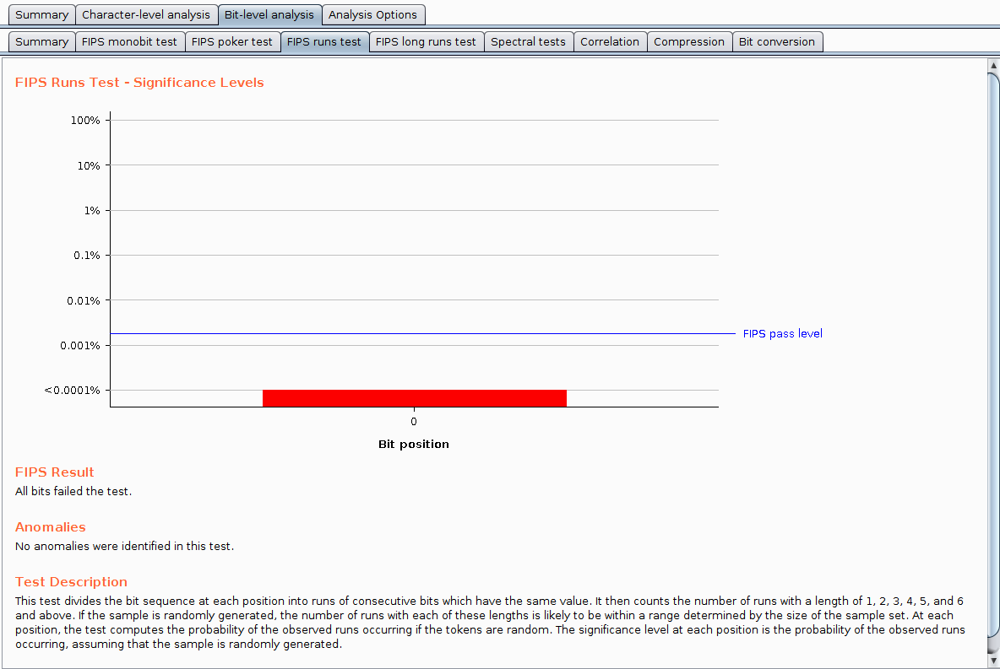 Summary Character-level analysis Bit-level analysis Analysis Options
Summary FIPS monobit test FIPS poker test FIPS runs test FIPS long runs test Spectral tests Correlation Compression Bit conversion
FIPS Runs Test - Significance Levels
100%
10%
1%
0.1%
0.01%
FIPS pass level
0.001%
<0.0001%
0
Bit position
FIPS Result
All bits failed the test.
Anomalies
No anomalies were identified in this test.
Test Description
This test divides the bit sequence at each position into runs of consecutive bits which have the same value. It then counts the number of runs with a length of 1, 2, 3, 4, 5, and 6
and above. If the sample is randomly generated, the number of runs with each of these lengths is likely to be within a range determined by the size of the sample set. At each
position, the test computes the probability of the observed runs occurring if the tokens are random. The significance level at each position is the probability of the observed runs
occurring, assuming that the sample is randomly generated.